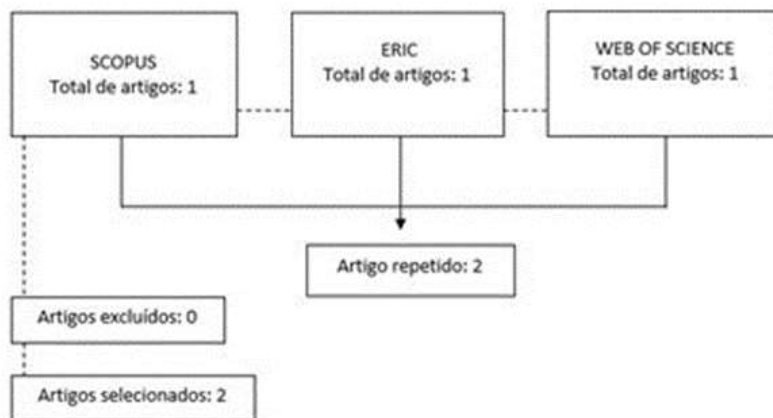 SCOPUS
Total de artigos: 1
ERIC
Total de artigos: 1
WEB OF SCIENCE
Total de artigos: 1
Artigo repetido: 2
Artigos excluídos: 0
Artigos selecionados: 2